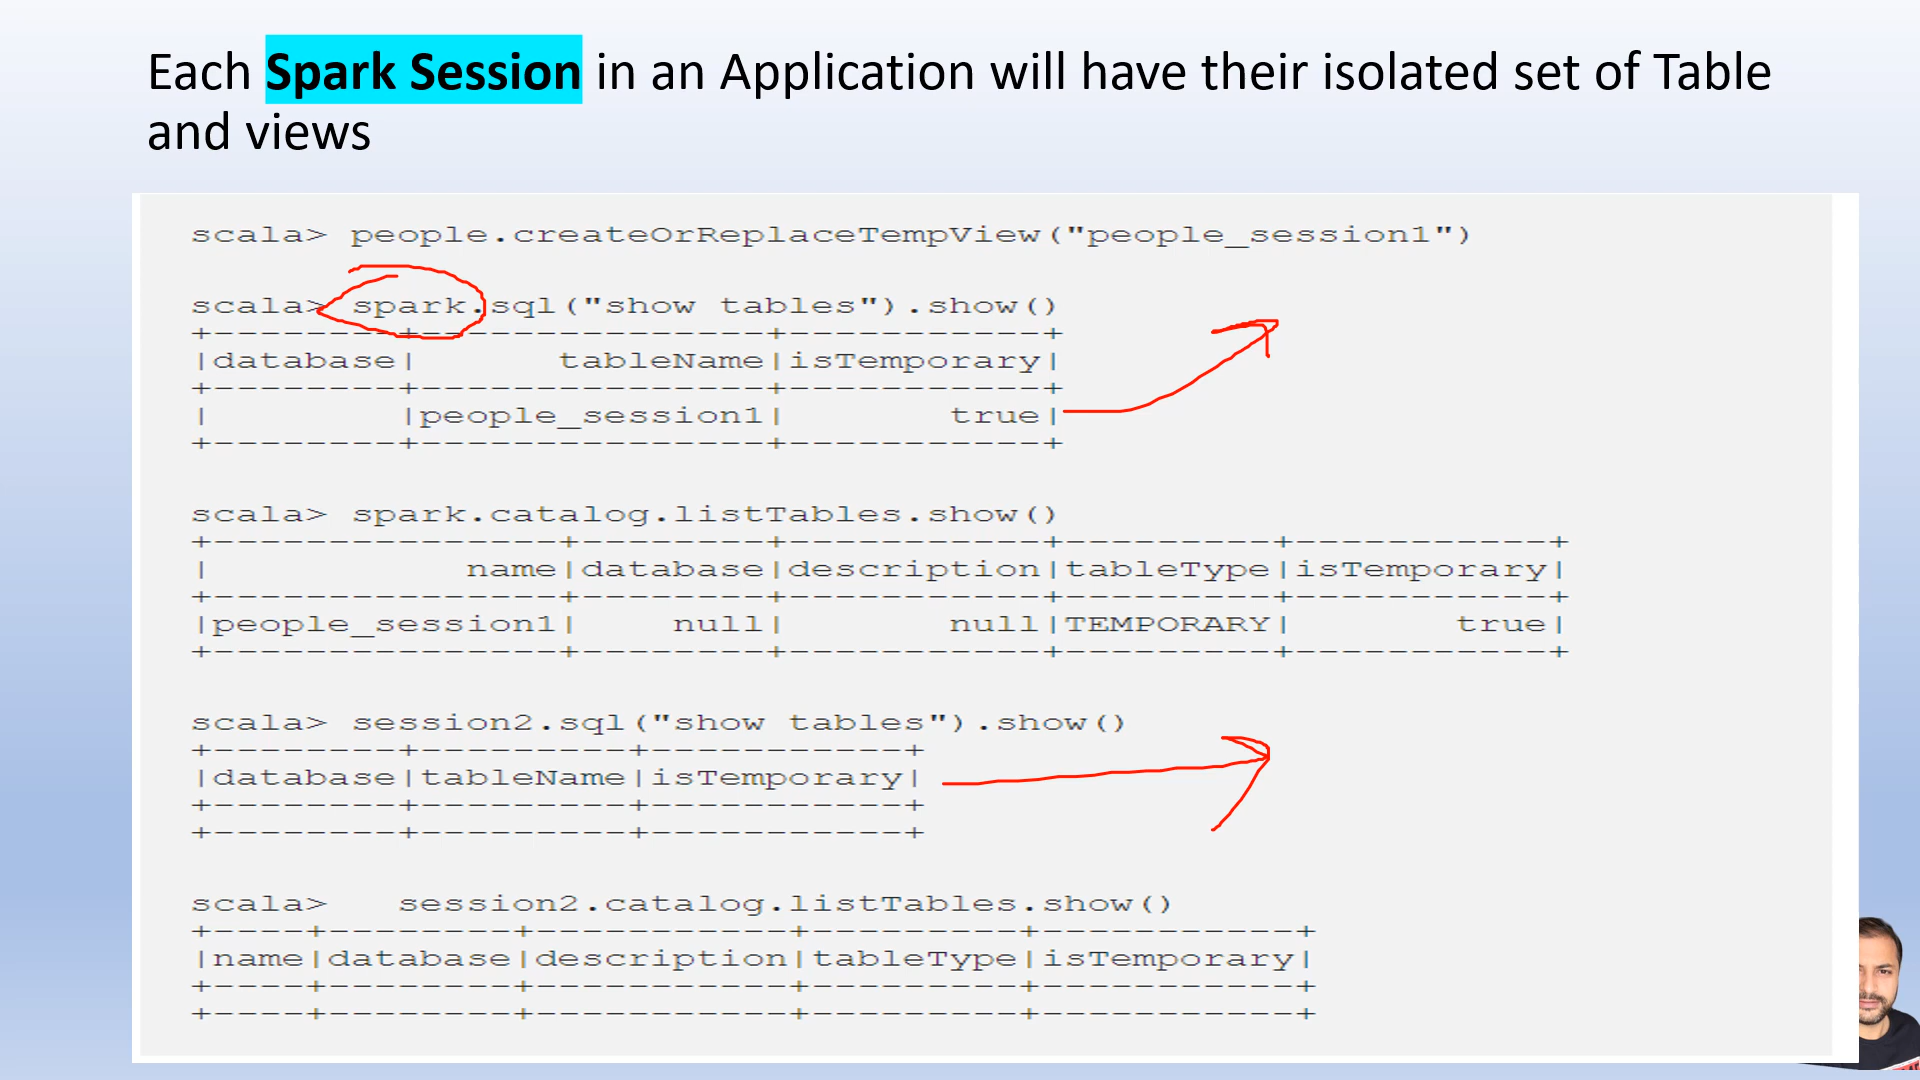 Each Spark Session in an Application will have their isolated set of Table
and views
scala> people.createOrReplaceTempView("people_session1")
scala> spark.sql("show tables").show()
+--------+---------------+-----------+
|database|      tableName|isTemporary|
+--------+---------------+-----------+
|        |people_session1|       true|
+--------+---------------+-----------+
scala> spark.catalog.listTables.show()
+---------------+--------+-----------+---------+-----------+
|           name|database|description|tableType|isTemporary|
+---------------+--------+-----------+---------+-----------+
|people_session1|    null|       null|TEMPORARY|       true|
+---------------+--------+-----------+---------+-----------+
scala> session2.sql("show tables").show()
+--------+---------+-----------+
|database|tableName|isTemporary|
+--------+---------+-----------+
+--------+---------+-----------+
scala>   session2.catalog.listTables.show()
+----+--------+-----------+---------+-----------+
|name|database|description|tableType|isTemporary|
+----+--------+-----------+---------+-----------+
+----+--------+-----------+---------+-----------+